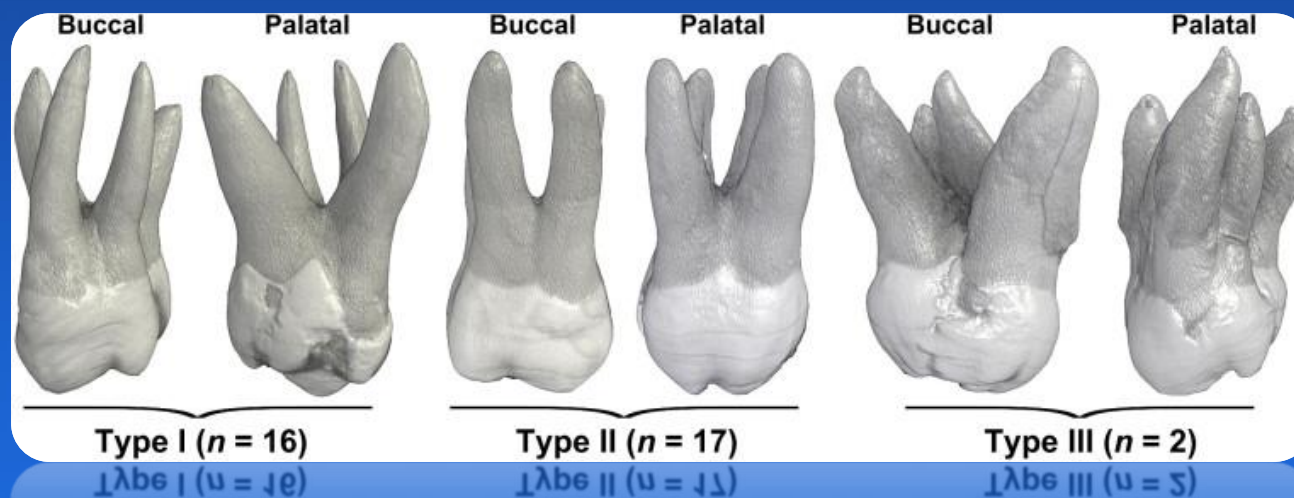 Buccal Palatal Buccal Palatal Buccal Palatal
Type I (n = 16) Type II (n = 17) Type III (n = 2)